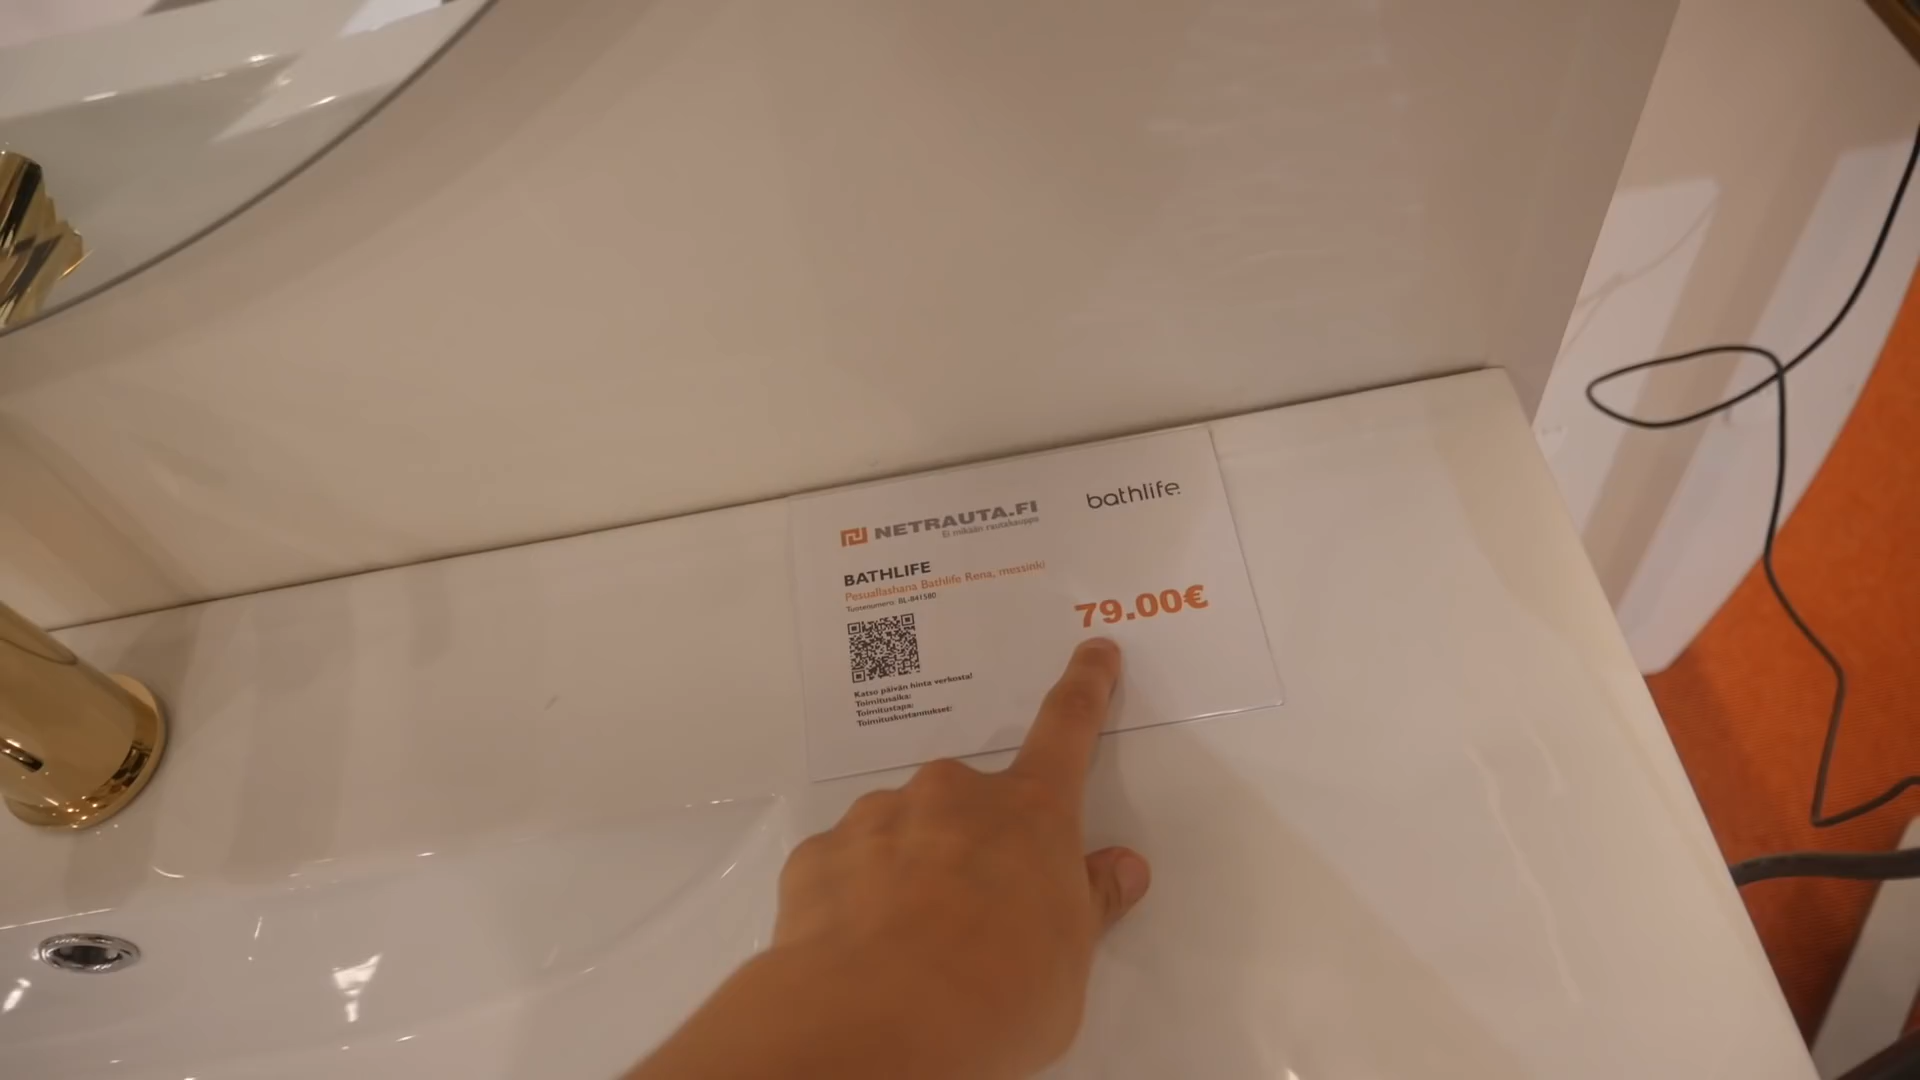 NETRAUTA.FI
Ei mikään rautakauppa
bathlife
BATHLIFE
Pesuallashana Bathlife Rena, messinki
Tuotenumero: BL-841580
79.00€
Katso päivän hinta verkosta!
Toimitusaika:
Toimitustapa:
Toimituskustannukset: